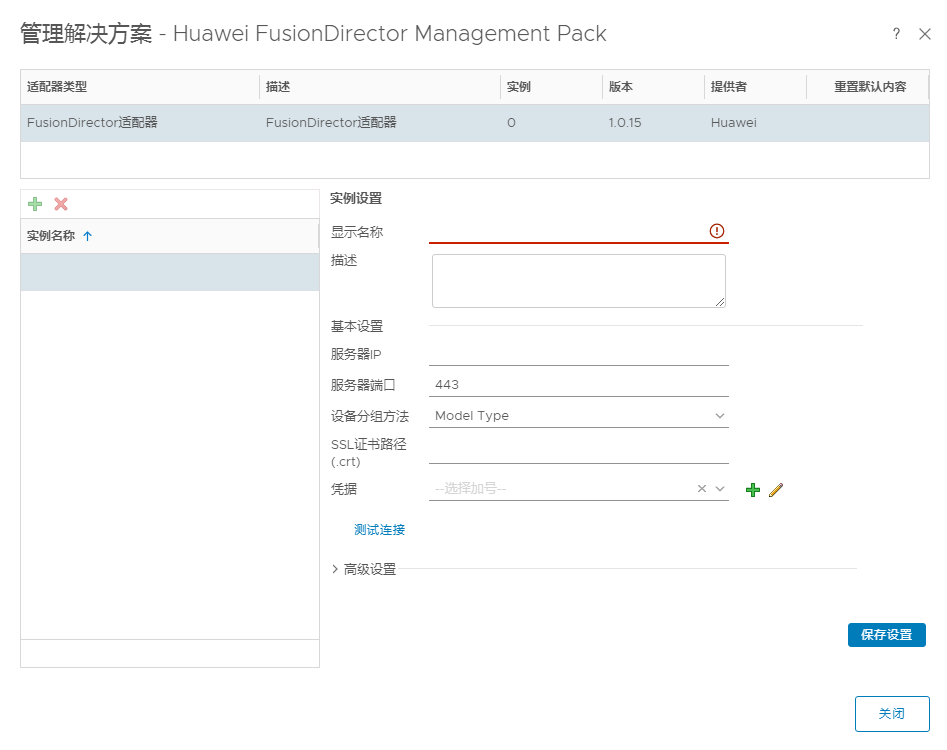 管理解决方案 - Huawei FusionDirector Management Pack
?
适配器类型 描述 实例 版本 提供者 重置默认内容
FusionDirector适配器 FusionDirector适配器 0 1.0.15 Huawei
实例名称
实例设置
显示名称
描述
基本设置
服务器IP
服务器端口 443
设备分组方法 Model Type
SSL证书路径
(.crt)
凭据 --选择加号--
测试连接
高级设置
保存设置
关闭